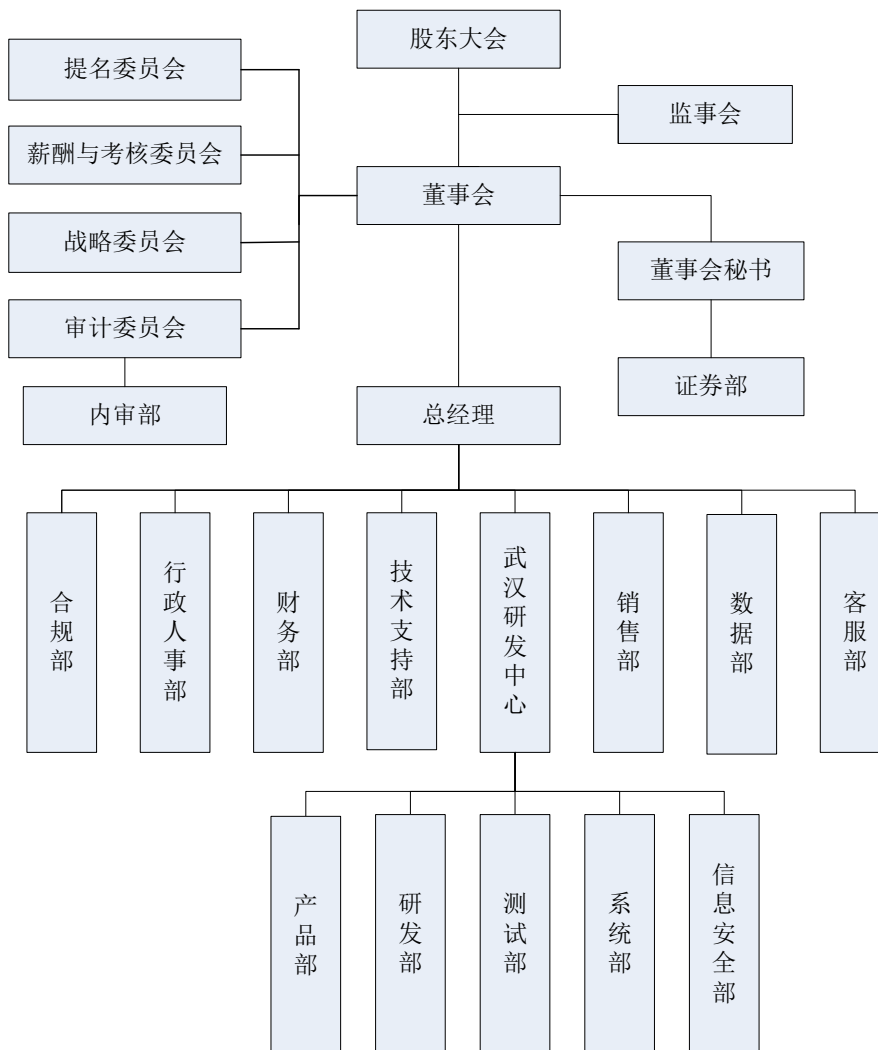 股东大会
提名委员会
监事会
薪酬与考核委员会
董事会
战略委员会
董事会秘书
审计委员会
证券部
内审部
总经理
合规部
行政人事部
财务部
技术支持部
武汉研发中心
销售部
数据部
客服部
产品部
研发部
测试部
系统部
信息安全部